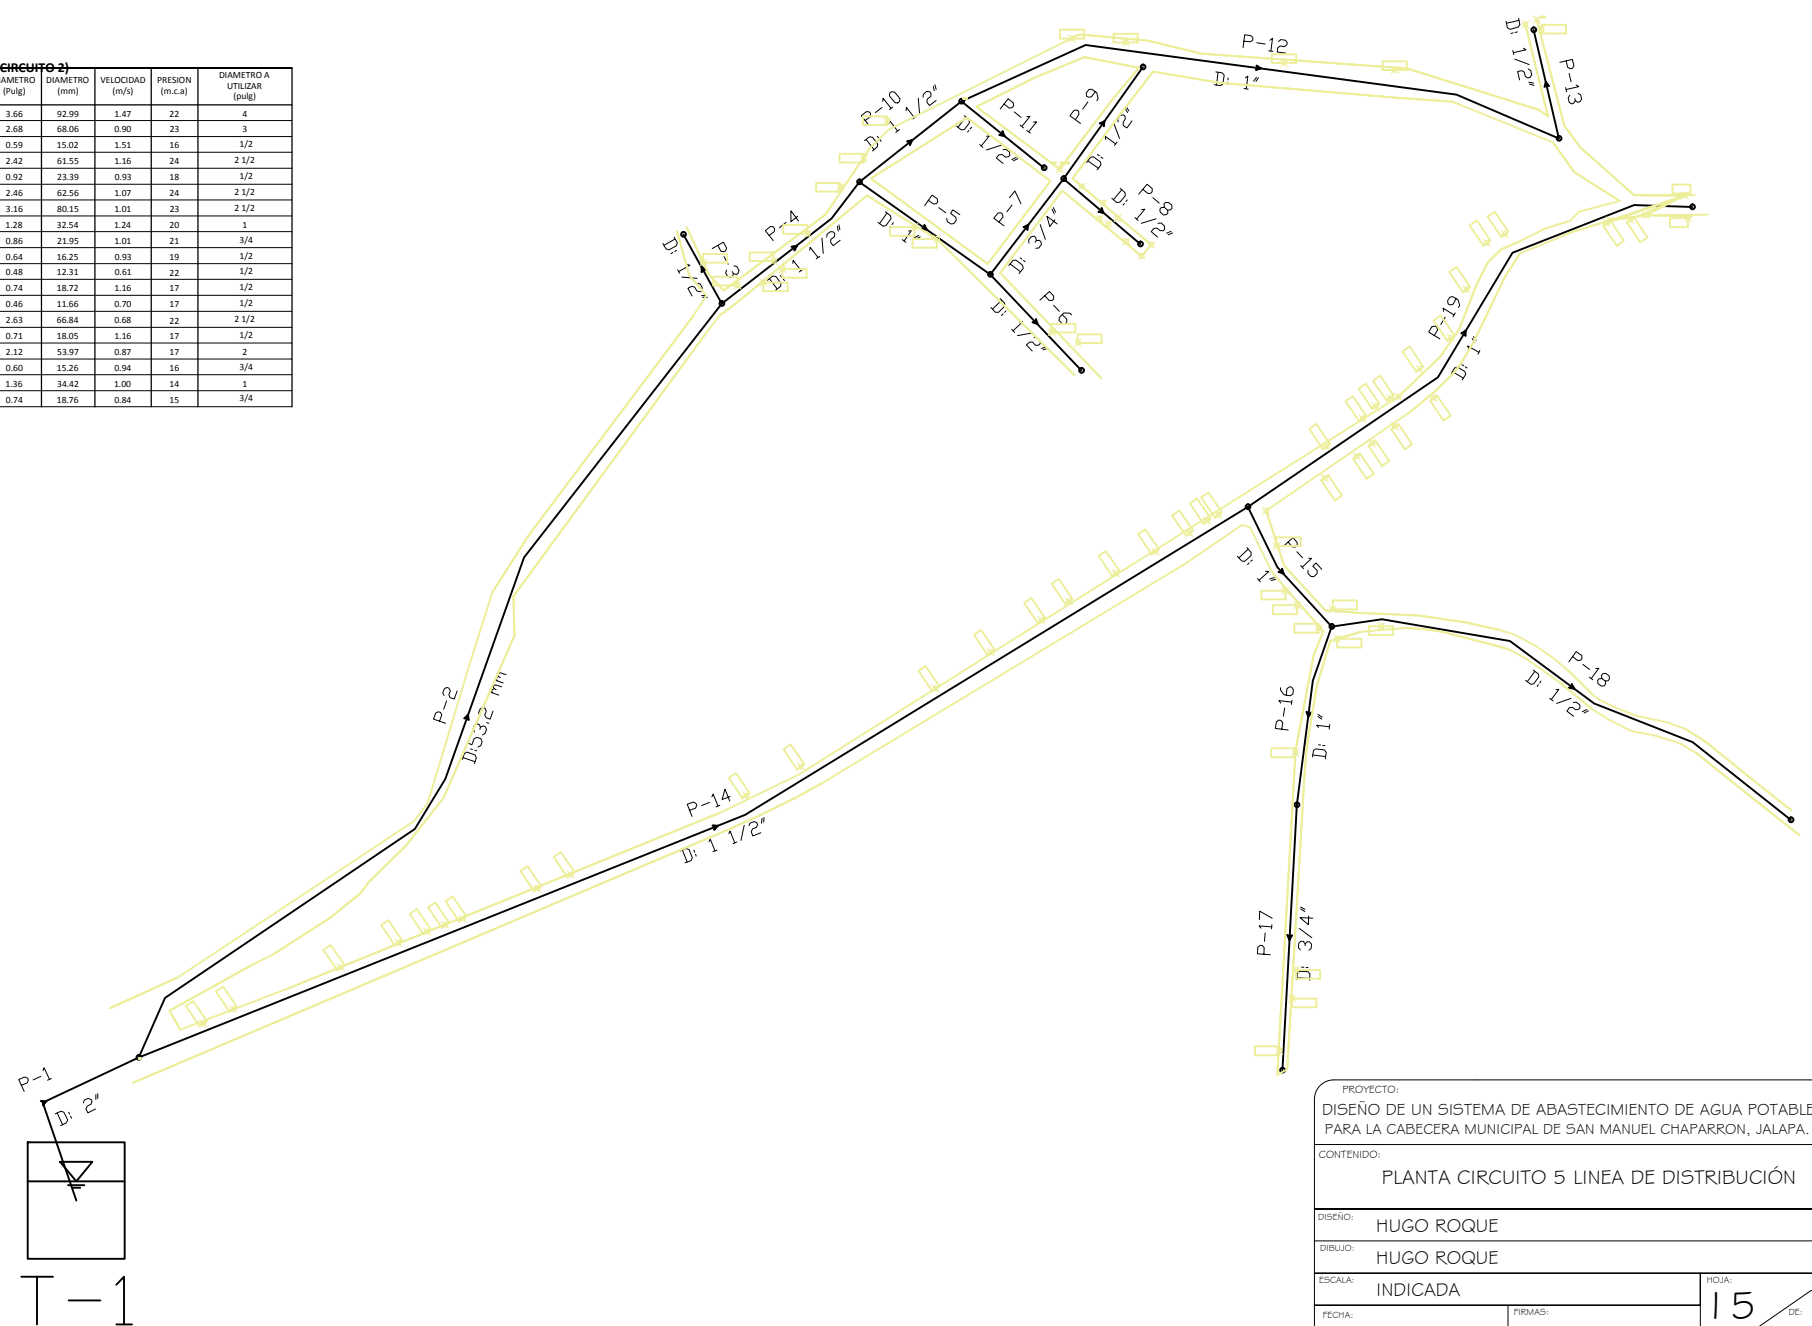 CIRCUITO 2)
AMETRO (Pulg) DIAMETRO (mm) VELOCIDAD (m/s) PRESION (m.c.a) DIAMETRO A UTILIZAR (pulg)
3.66 92.99 1.47 22 4
2.68 68.06 0.90 23 3
0.59 15.02 1.51 16 1/2
2.42 61.55 1.16 24 2 1/2
0.92 23.39 0.93 18 1/2
2.46 62.56 1.07 24 2 1/2
3.16 80.15 1.01 23 2 1/2
1.28 32.54 1.24 20 1
0.86 21.95 1.01 21 3/4
0.64 16.25 0.93 19 1/2
0.48 12.31 0.61 22 1/2
0.74 18.72 1.16 17 1/2
0.46 11.66 0.70 17 1/2
2.63 66.84 0.68 22 2 1/2
0.71 18.05 1.16 17 1/2
2.12 53.97 0.87 17 2
0.60 15.26 0.94 16 3/4
1.36 34.42 1.00 14 1
0.74 18.76 0.84 15 3/4
P-12
D: 1"
P-13
D: 1/2"
P-10
D: 1 1/2"
P-11
D: 1/2"
P-9
D: 1/2"
P-8
D: 1/2"
P-7
D: 3/4"
P-5
D: 1"
P-6
D: 1/2"
P-4
D: 1 1/2"
P-3
D: 1/2"
P-19
D: 1"
P-15
D: 1"
P-18
D: 1/2"
P-16
D: 1"
P-17
D: 3/4"
P-2
D:53.2 mm
P-14
D: 1 1/2"
P-1
D: 2"
T-1
PROYECTO:
DISEÑO DE UN SISTEMA DE ABASTECIMIENTO DE AGUA POTABLE
PARA LA CABECERA MUNICIPAL DE SAN MANUEL CHAPARRON, JALAPA.
CONTENIDO:
PLANTA CIRCUITO 5 LINEA DE DISTRIBUCIÓN
DISEÑO: HUGO ROQUE
DIBUJO: HUGO ROQUE
ESCALA: INDICADA
HOJA: 15 DE:
FECHA: FIRMAS: